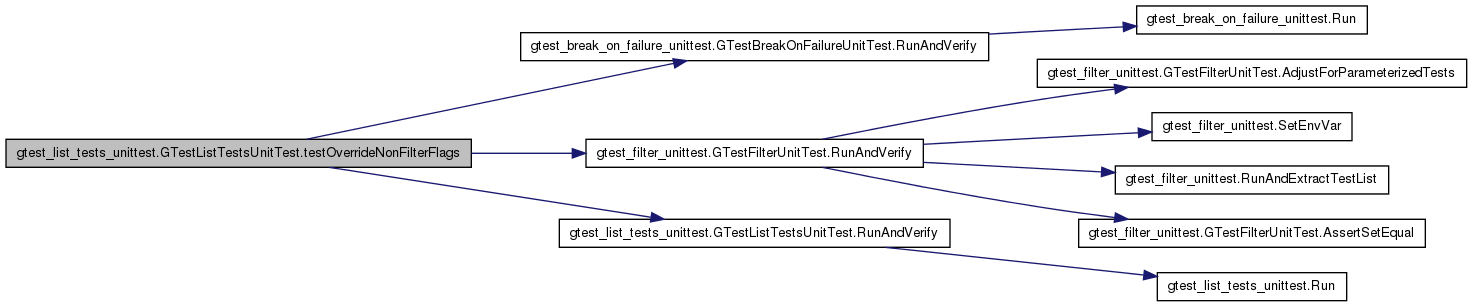 gtest_break_on_failure_unittest.Run
gtest_break_on_failure_unittest.GTestBreakOnFailureUnitTest.RunAndVerify
gtest_filter_unittest.GTestFilterUnitTest.AdjustForParameterizedTests
gtest_filter_unittest.SetEnvVar
gtest_list_tests_unittest.GTestListTestsUnitTest.testOverrideNonFilterFlags
gtest_filter_unittest.GTestFilterUnitTest.RunAndVerify
gtest_filter_unittest.RunAndExtractTestList
gtest_list_tests_unittest.GTestListTestsUnitTest.RunAndVerify
gtest_filter_unittest.GTestFilterUnitTest.AssertSetEqual
gtest_list_tests_unittest.Run